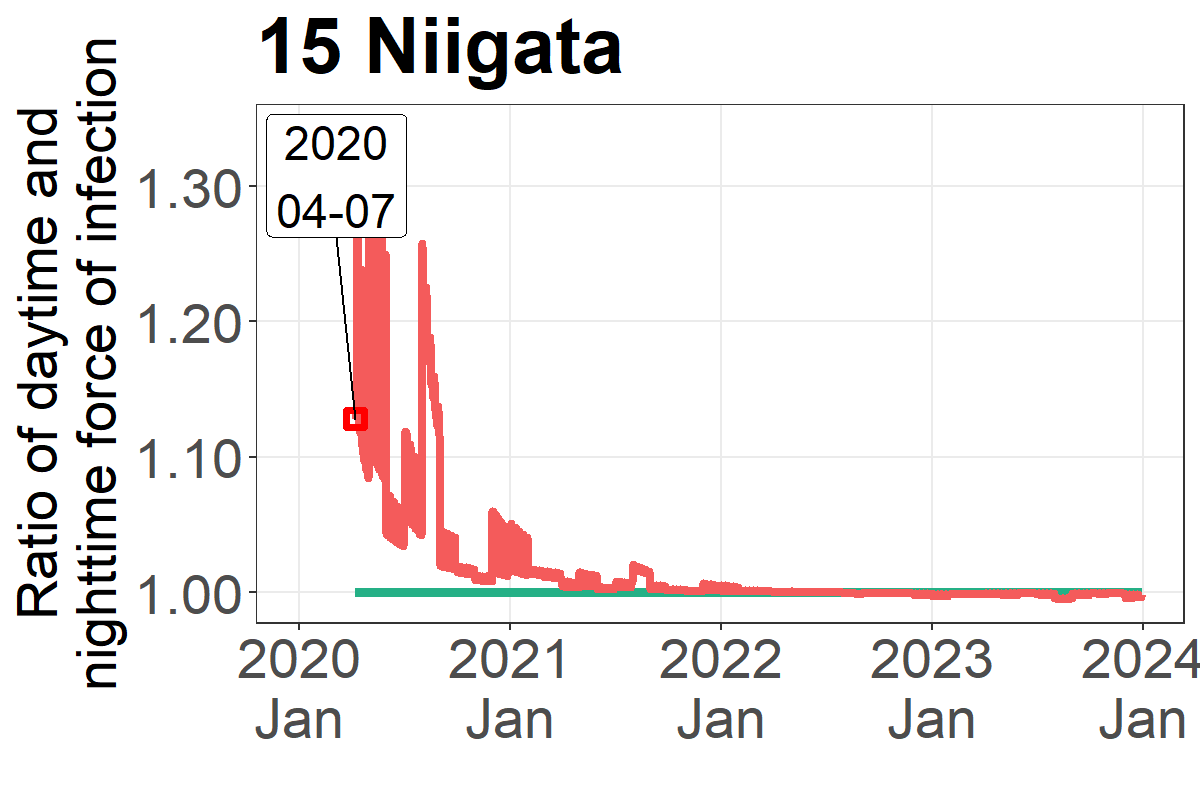 15 Niigata
Ratio of daytime and
nighttime force of infection
2020
04-07
1.30
1.20
1.10
1.00
2020 2021 2022 2023 2024
Jan Jan Jan Jan Jan